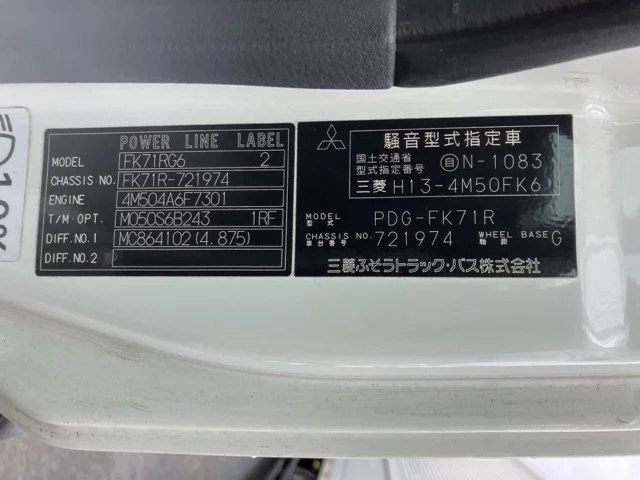 POWER LINE LABEL
MODEL FK71RG6 2
CHASSIS NO. FK71R-721974
ENGINE 4M504A6F7301
T/M.OPT. M050S6B243 1RF
DIFF.NO.1 MC864102(4.875)
DIFF.NO.2
騒音型式指定車
国土交通省
型式指定番号 自N-1083
三菱 H13-4M50FK6
MODEL 型式 PDG-FK71R
CHASSIS NO. 車台番号 721974 WHEEL BASE 軸距 G
三菱ふそうトラック・バス株式会社